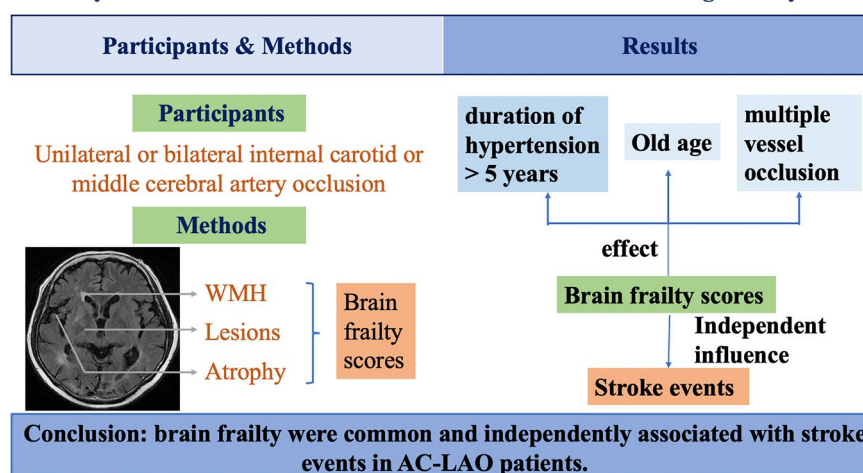 Participants & Methods
Results
Participants
Unilateral or bilateral internal carotid or
middle cerebral artery occlusion
Methods
WMH
Lesions
Atrophy
Brain
frailty
scores
duration of
hypertension
> 5 years
Old age
multiple
vessel
occlusion
effect
Brain frailty scores
Independent
influence
Stroke events
Conclusion: brain frailty were common and independently associated with stroke
events in AC-LAO patients.